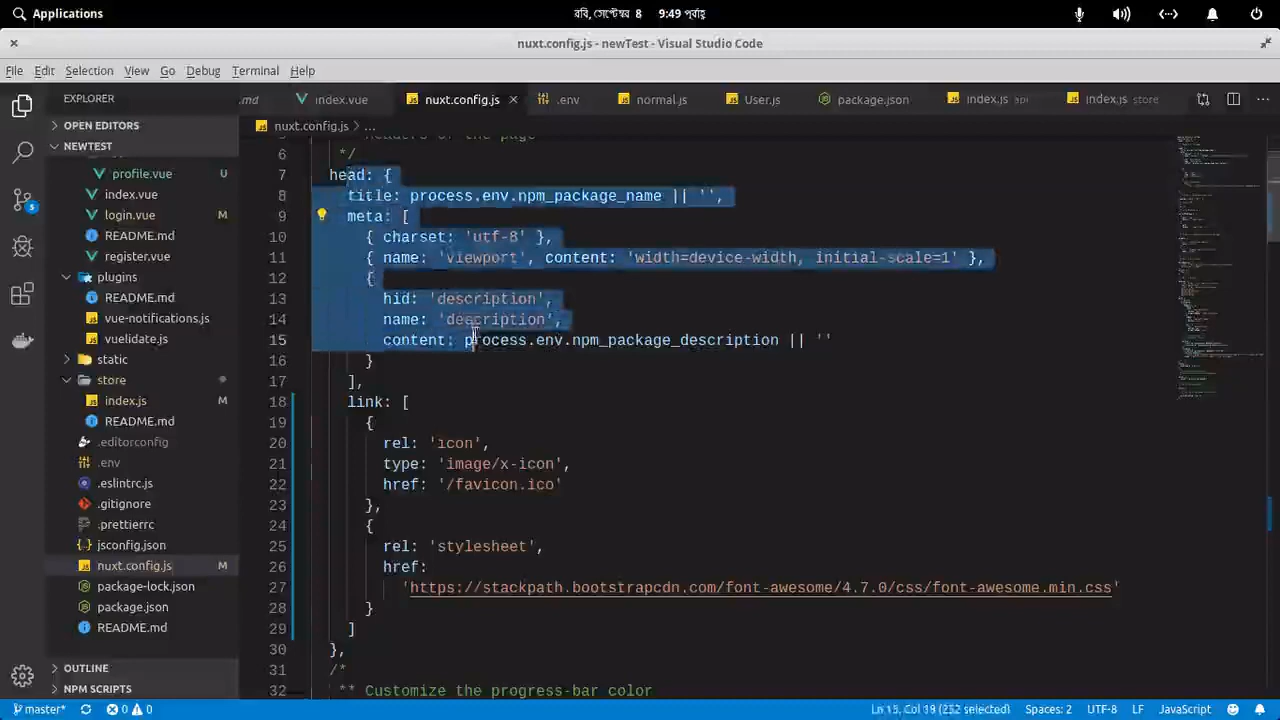 Applications
রবি, সেপ্টেম্বর 8 9:49 পূর্বাহ্ণ
nuxt.config.js - newTest - Visual Studio Code
File Edit Selection View Go Debug Terminal Help
EXPLORER
OPEN EDITORS
NEWTEST
profile.vue U
index.vue
login.vue M
README.md
register.vue
plugins
README.md
vue-notifications.js
vuelidate.js
static
store
index.js M
README.md
.editorconfig
.env
.eslintrc.js
.gitignore
.prettierrc
jsconfig.json
nuxt.config.js M
package-lock.json
package.json
README.md
OUTLINE
NPM SCRIPTS
.md index.vue nuxt.config.js .env normal.js User.js package.json index.js api index.js store
nuxt.config.js > ...
5 ** Headers of the page
6 */
7 head: {
8 title: process.env.npm_package_name || '',
9 meta: [
10 { charset: 'utf-8' },
11 { name: 'viewport', content: 'width=device-width, initial-scale=1' },
12 {
13 hid: 'description',
14 name: 'description',
15 content: process.env.npm_package_description || ''
16 }
17 ],
18 link: [
19 {
20 rel: 'icon',
21 type: 'image/x-icon',
22 href: '/favicon.ico'
23 },
24 {
25 rel: 'stylesheet',
26 href:
27 'https://stackpath.bootstrapcdn.com/font-awesome/4.7.0/css/font-awesome.min.css'
28 }
29 ]
30 },
31 /*
32 ** Customize the progress-bar color
5
master* 0 0 Ln 15, Col 19 (232 selected) Spaces: 2 UTF-8 LF JavaScript